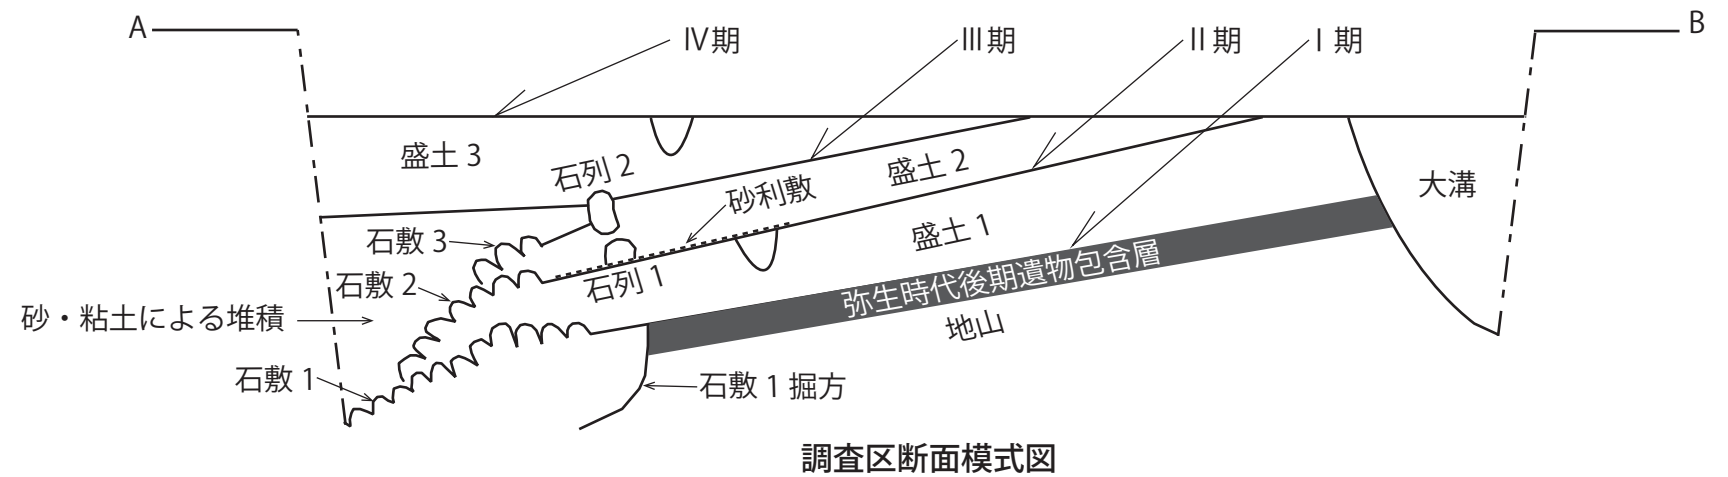 A
B
Ⅳ期
Ⅲ期
Ⅱ期
Ⅰ期
盛土 3
石列 2
盛土 2
大溝
砂利敷
石敷 3
盛土 1
石敷 2
石列 1
弥生時代後期遺物包含層
砂・粘土による堆積
地山
石敷 1
石敷 1 掘方
調査区断面模式図